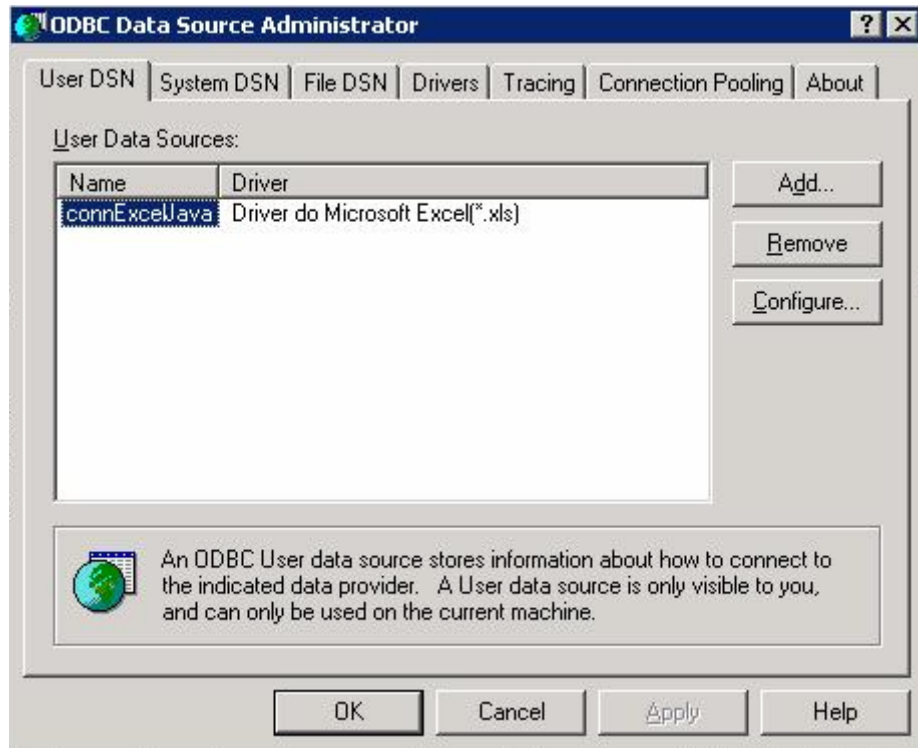 ODBC Data Source Administrator
User DSN System DSN File DSN Drivers Tracing Connection Pooling About
User Data Sources:
Name Driver
connExcelJava Driver do Microsoft Excel(*.xls)
Add...
Remove
Configure...
An ODBC User data source stores information about how to connect to
the indicated data provider. A User data source is only visible to you,
and can only be used on the current machine.
OK Cancel Apply Help